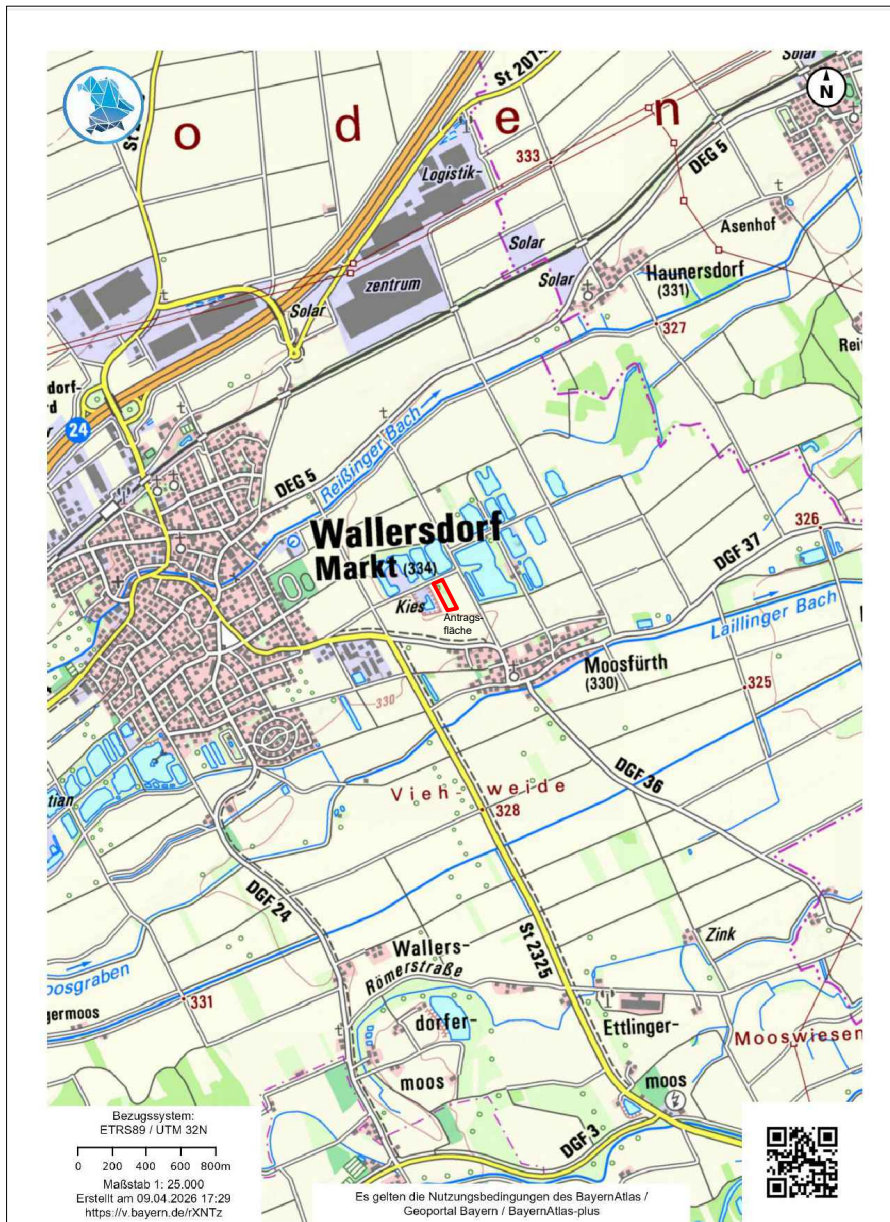 Solar
St 2074
N
o d e n
333
DEG 5
Logistik-
Asenhof
Solar
Haunersdorf
(331)
zentrum
Solar
Solar
327
24
DEG 5
Reißinger Bach
Wallersdorf
Markt (334)
326
DGF 37
Kies
Antrags-
fläche
Laillinger Bach
Moosfürth
(330)
325
330
DGF 36
Vieh-weide
328
DGF 24
St 2325
Zink
Wallers-
Römerstraße
331
dorfer-
Ettlinger-
Mooswiesen
moos
moos
DGF 3
Bezugssystem:
ETRS89 / UTM 32N
0 200 400 600 800m
Maßstab 1: 25.000
Erstellt am 09.04.2026 17:29
https://v.bayern.de/rXNTz
Es gelten die Nutzungsbedingungen des BayernAtlas /
Geoportal Bayern / BayernAtlas-plus